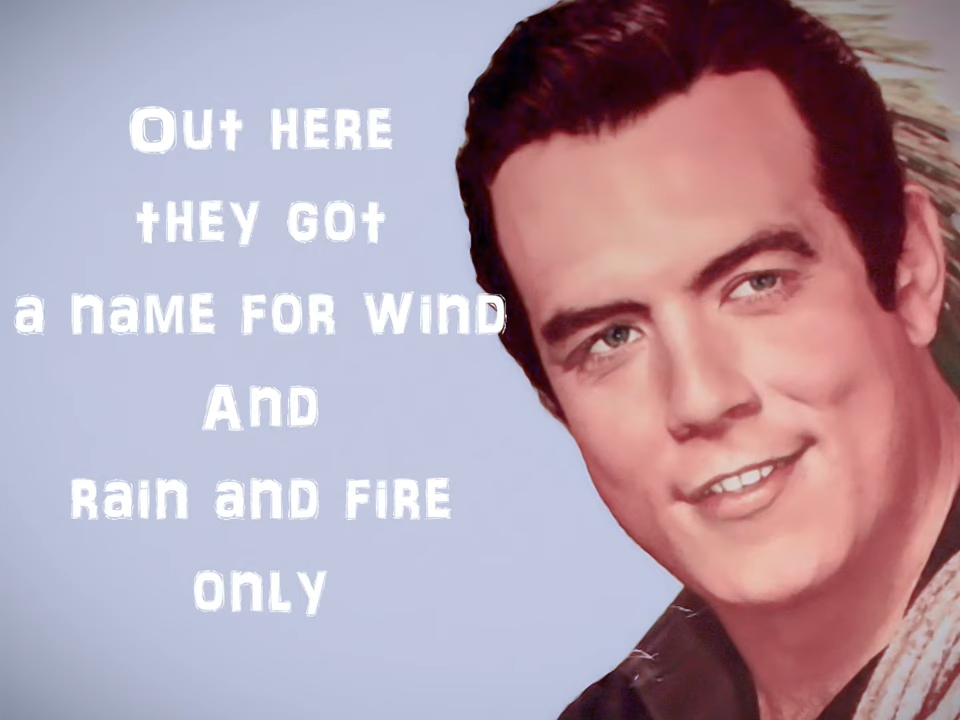 Out here
they got
a name for wind
And
rain and fire
only